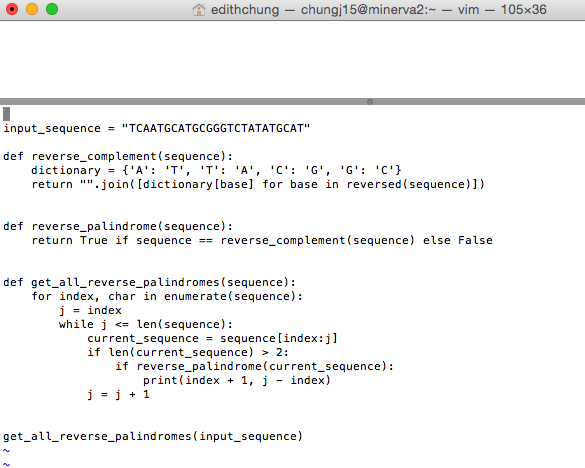 edithchung — chungj15@minerva2:~ — vim — 105×36
input_sequence = "TCAATGCATGCGGGTCTATATGCAT"
def reverse_complement(sequence):
    dictionary = {'A': 'T', 'T': 'A', 'C': 'G', 'G': 'C'}
    return "".join([dictionary[base] for base in reversed(sequence)])
def reverse_palindrome(sequence):
    return True if sequence == reverse_complement(sequence) else False
def get_all_reverse_palindromes(sequence):
    for index, char in enumerate(sequence):
        j = index
        while j <= len(sequence):
            current_sequence = sequence[index:j]
            if len(current_sequence) > 2:
                if reverse_palindrome(current_sequence):
                    print(index + 1, j - index)
            j = j + 1
get_all_reverse_palindromes(input_sequence)
~
~